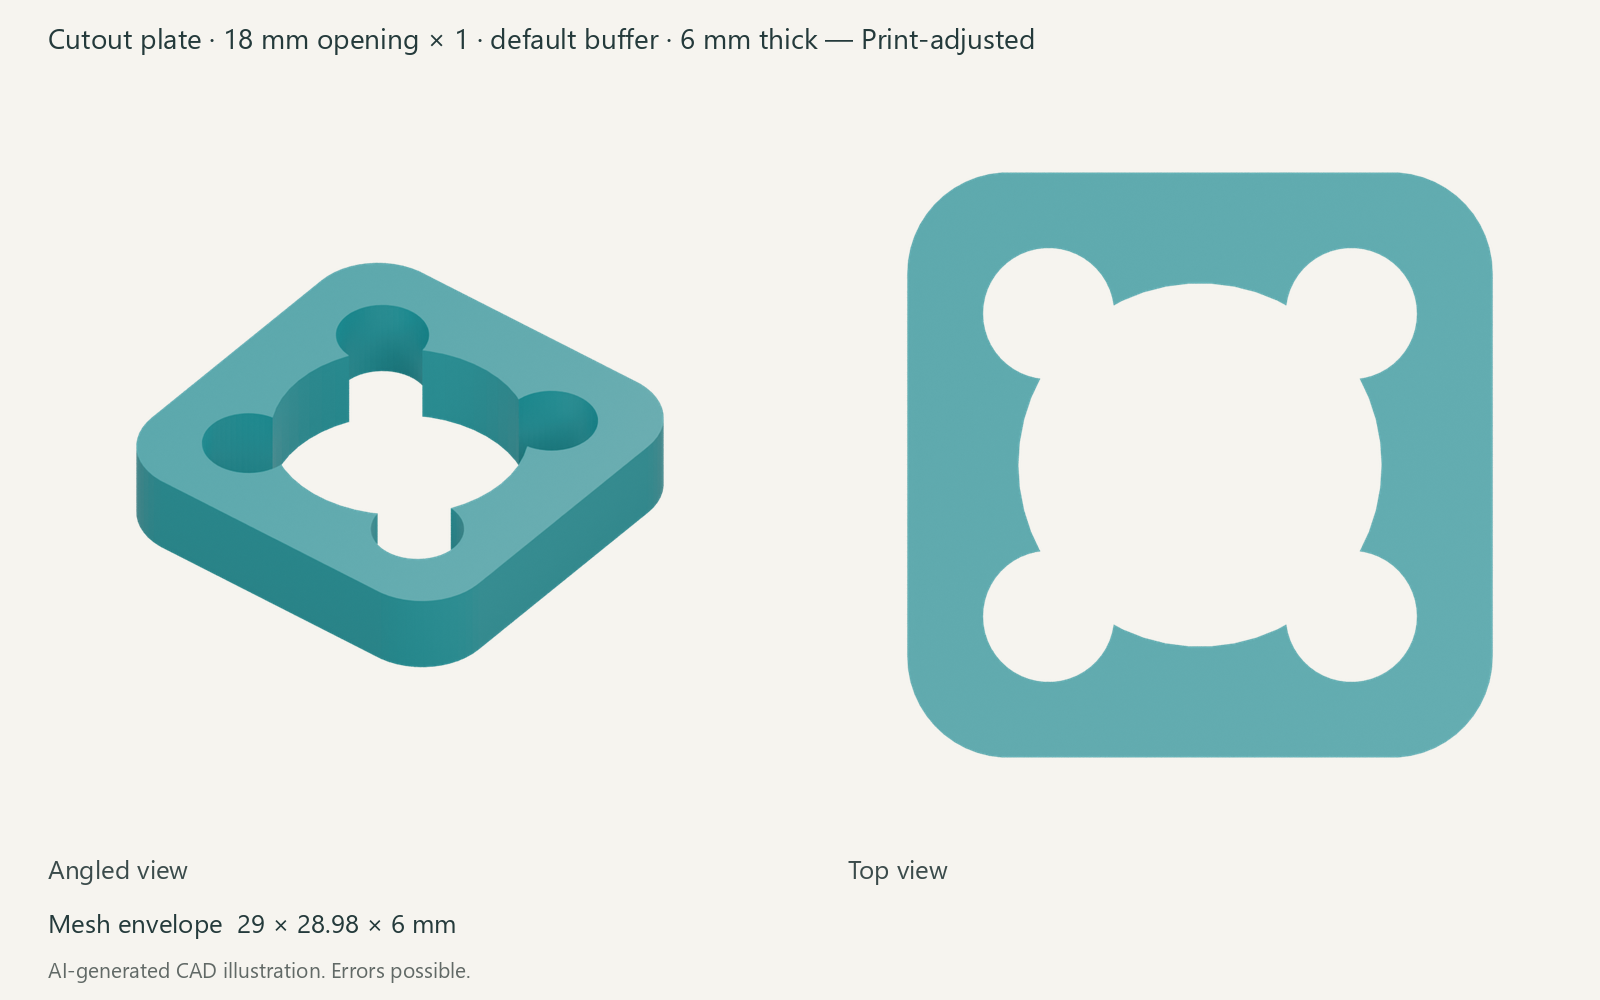 Cutout plate · 18 mm opening × 1 · default buffer · 6 mm thick — Print-adjusted
Angled view
Top view
Mesh envelope 29 × 28.98 × 6 mm
AI-generated CAD illustration. Errors possible.